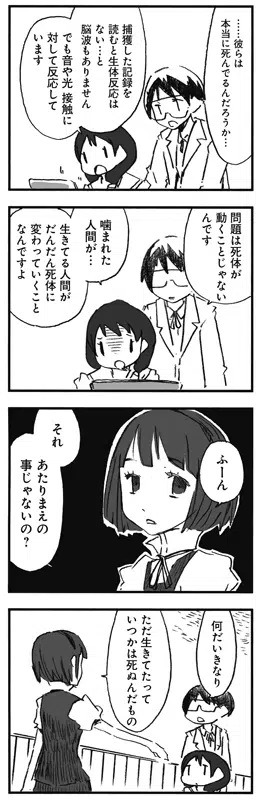 ……彼らは
本当に死んでるんだろうか…
捕獲した記録を
読むと生体反応は
ない…と
脳波もありません
でも音や光 接触に
対して反応して
います
問題は死体が
動くことじゃない
んです
噛まれた
人間が…
生きてる人間が
だんだん死体に
変わっていくこと
なんですよ
ふーん
それ
あたりまえの
事じゃないの?
何だいきなり
ただ生きてたって
いつかは死ぬんだもの